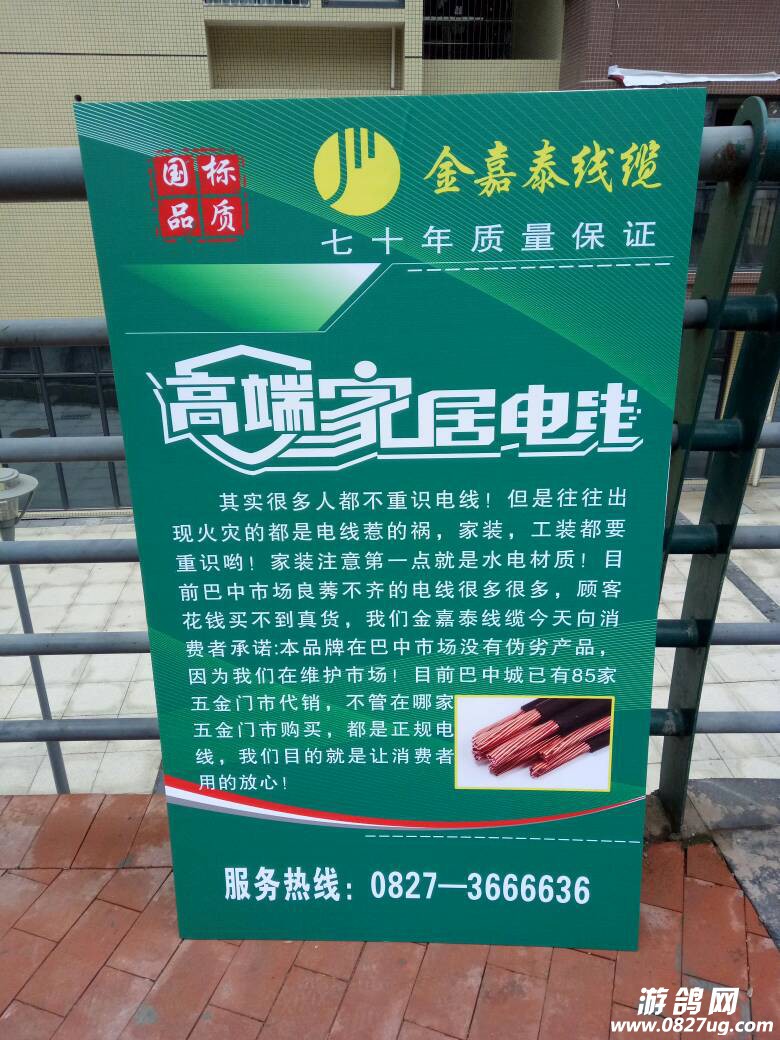 国标
品质
金嘉泰线缆
七十年质量保证
高端家居电线
其实很多人都不重识电线！但是往往出
现火灾的都是电线惹的祸，家装，工装都要
重识哟！家装注意第一点就是水电材质！目
前巴中市场良莠不齐的电线很多很多，顾客
花钱买不到真货，我们金嘉泰线缆今天向消
费者承诺:本品牌在巴中市场没有伪劣产品，
因为我们在维护市场！目前巴中城已有85家
五金门市代销，不管在哪家
五金门市购买，都是正规电
线，我们目的就是让消费者
用的放心！
服务热线：0827—3666636
游鸽网
www.0827ug.com